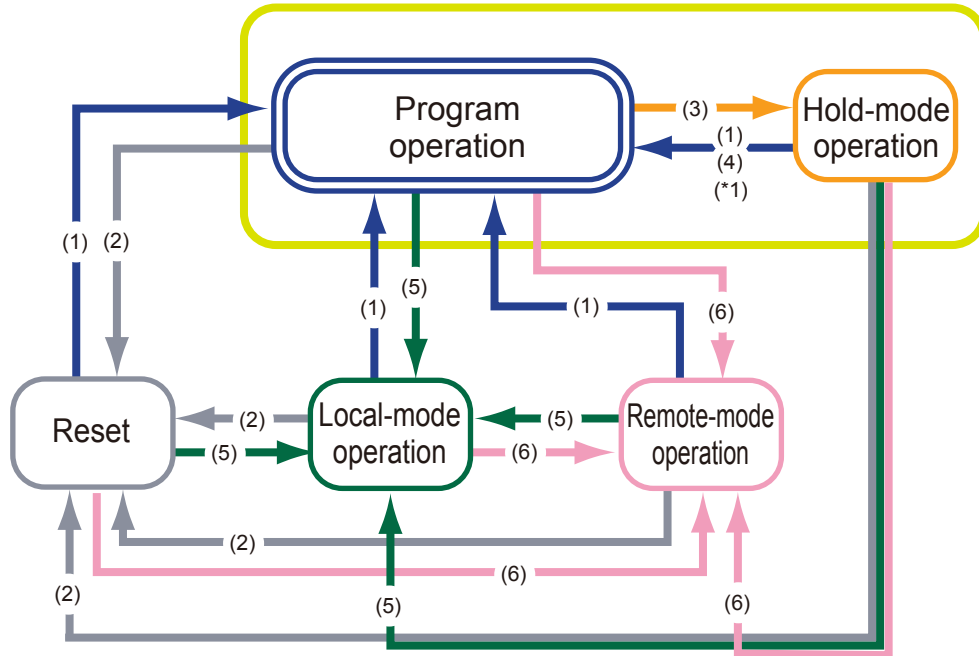 Program
operation
(3)
Hold-mode
operation
(1)
(4)
(*1)
(1)
(2)
(1)
(5)
(1)
(6)
Reset
(2)
(5)
Local-mode
operation
(5)
(6)
Remote-mode
operation
(2)
(6)
(2)
(5)
(6)